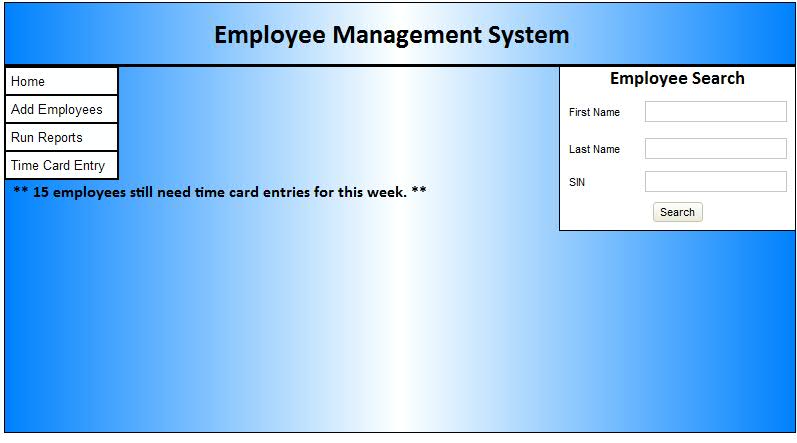 Employee Management System
Home
Add Employees
Run Reports
Time Card Entry
** 15 employees still need time card entries for this week. **
Employee Search
First Name
Last Name
SIN
Search